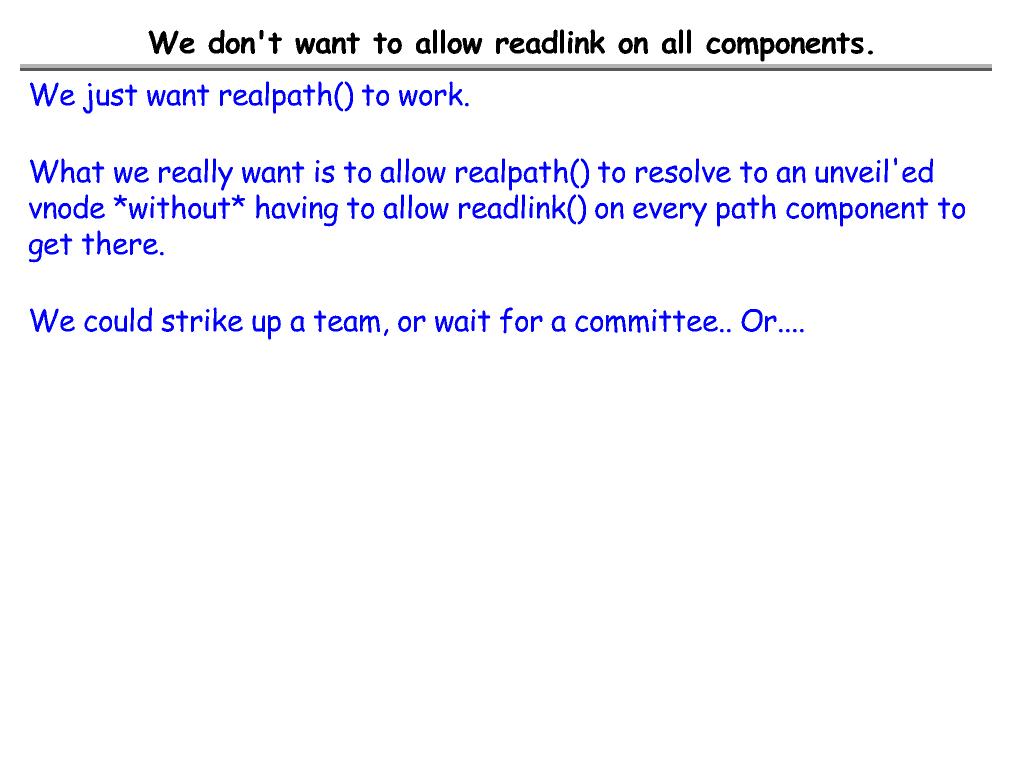 We don't want to allow readlink on all components.
We just want realpath() to work.
What we really want is to allow realpath() to resolve to an unveil'ed
vnode *without* having to allow readlink() on every path component to
get there.
We could strike up a team, or wait for a committee.. Or....